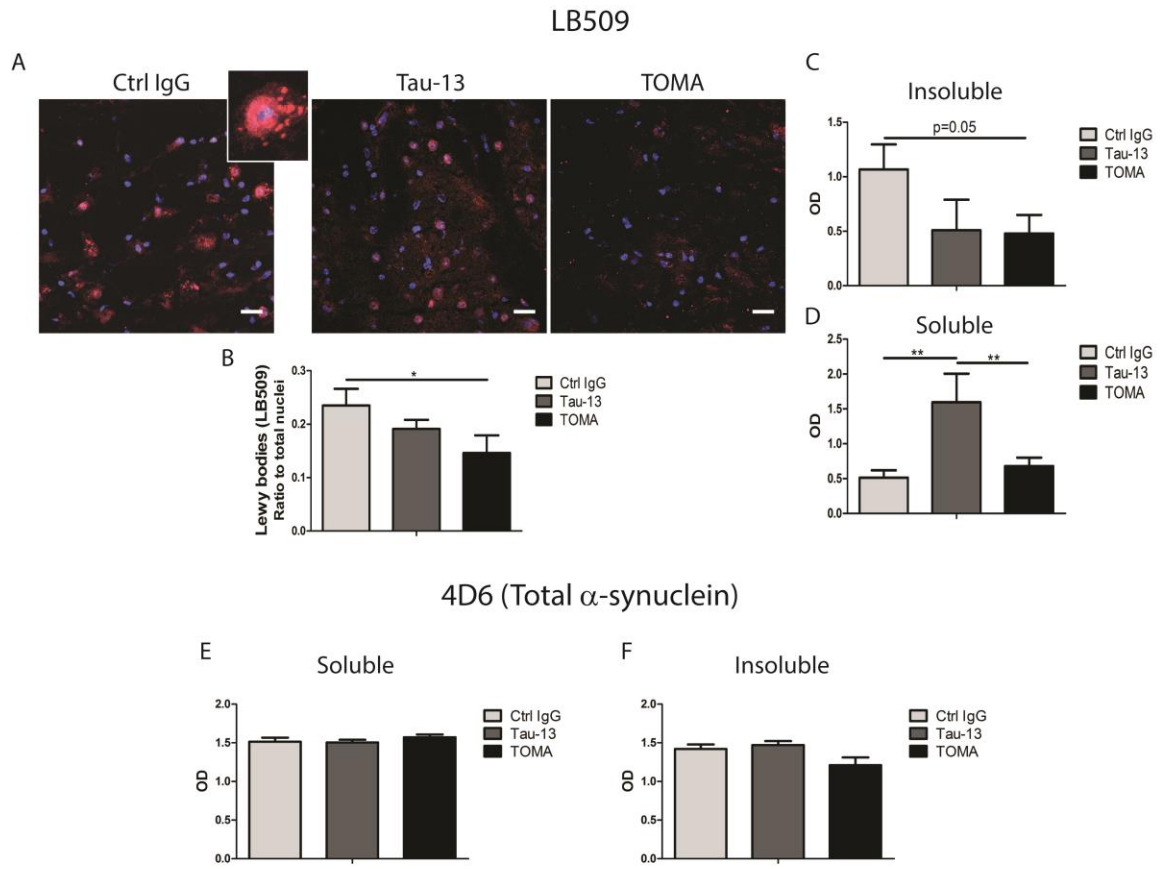 LB509
A
Ctrl IgG
Tau-13
TOMA
B
Lewy bodies (LB509)
Ratio to total nuclei
0.3
0.2
0.1
0.0
*
Ctrl IgG
Tau-13
TOMA
C
Insoluble
OD
1.5
1.0
0.5
0.0
p=0.05
Ctrl IgG
Tau-13
TOMA
D
Soluble
OD
2.5
2.0
1.5
1.0
0.5
0.0
**
**
Ctrl IgG
Tau-13
TOMA
4D6 (Total α-synuclein)
E
Soluble
OD
2.0
1.5
1.0
0.5
0.0
Ctrl IgG
Tau-13
TOMA
F
Insoluble
OD
2.0
1.5
1.0
0.5
0.0
Ctrl IgG
Tau-13
TOMA